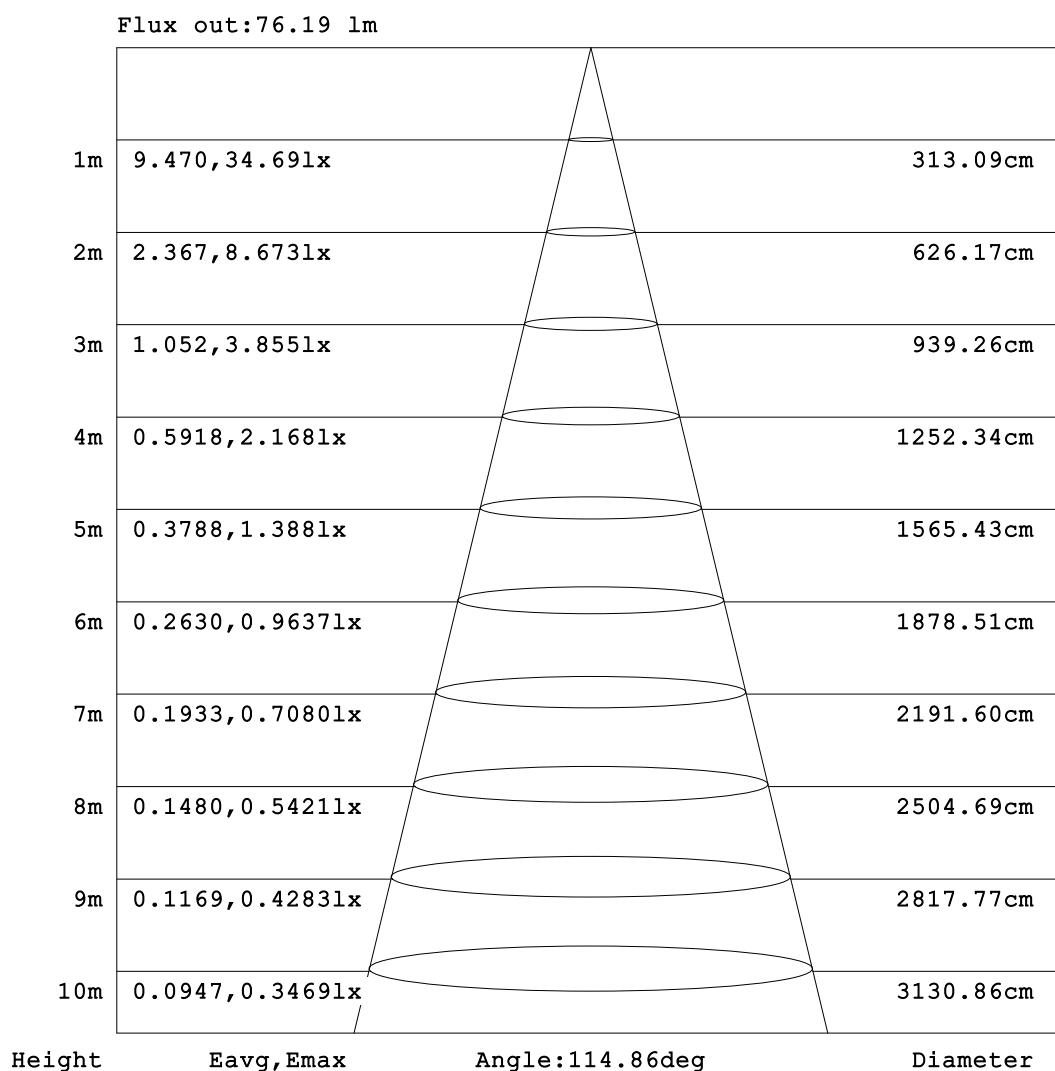 Flux out:76.19 lm
1m 9.470,34.69lx 313.09cm
2m 2.367,8.673lx 626.17cm
3m 1.052,3.855lx 939.26cm
4m 0.5918,2.168lx 1252.34cm
5m 0.3788,1.388lx 1565.43cm
6m 0.2630,0.9637lx 1878.51cm
7m 0.1933,0.7080lx 2191.60cm
8m 0.1480,0.5421lx 2504.69cm
9m 0.1169,0.4283lx 2817.77cm
10m 0.0947,0.3469lx 3130.86cm
Height Eavg,Emax Angle:114.86deg Diameter